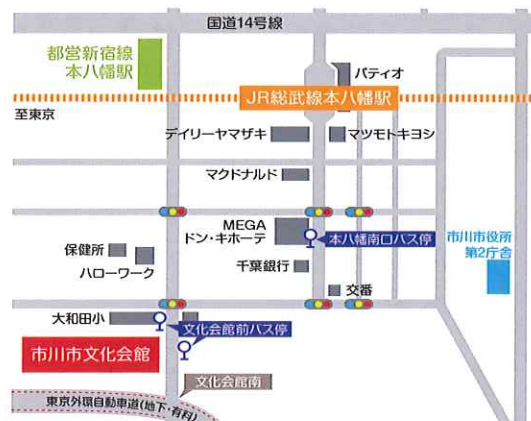 国道14号線
都営新宿線
本八幡駅
パティオ
JR総武線本八幡駅
至東京
デイリーヤマザキ
マツモトキヨシ
マクドナルド
MEGA
ドン・キホーテ
本八幡南口バス停
市川市役所
第2庁舎
保健所
ハローワーク
千葉銀行
交番
大和田小
文化会館前バス停
市川市文化会館
文化会館南
東京外環自動車道(地下・有料)